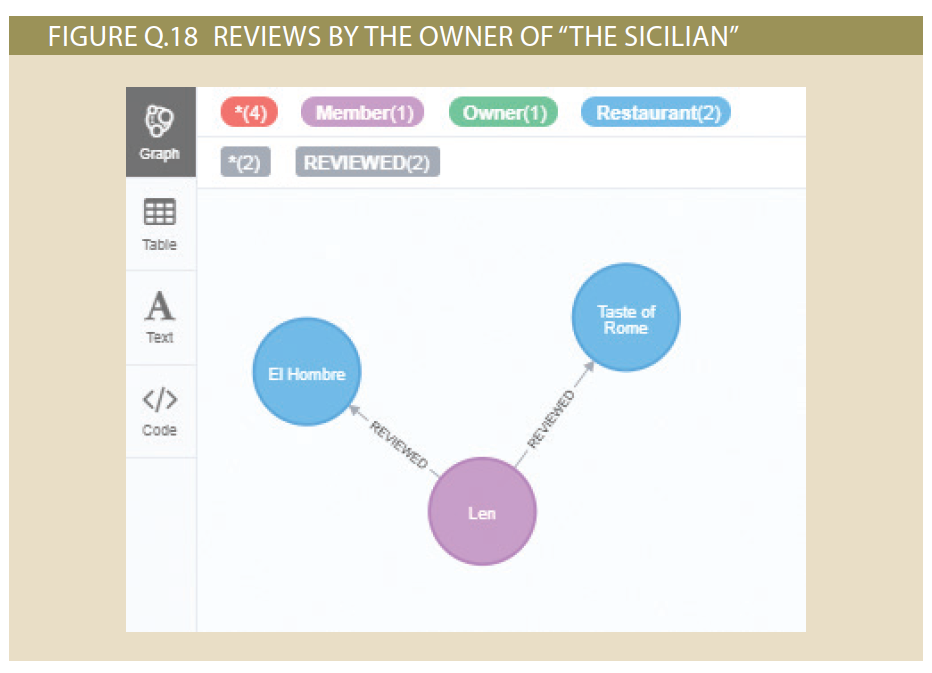 FIGURE Q.18 REVIEWS BY THE OWNER OF “THE SICILIAN”
Graph
*(4) Member(1) Owner(1) Restaurant(2)
*(2) REVIEWED(2)
Table
A
Text
</>
Code
El Hombre
Taste of
Rome
REVIEWED
REVIEWED
Len